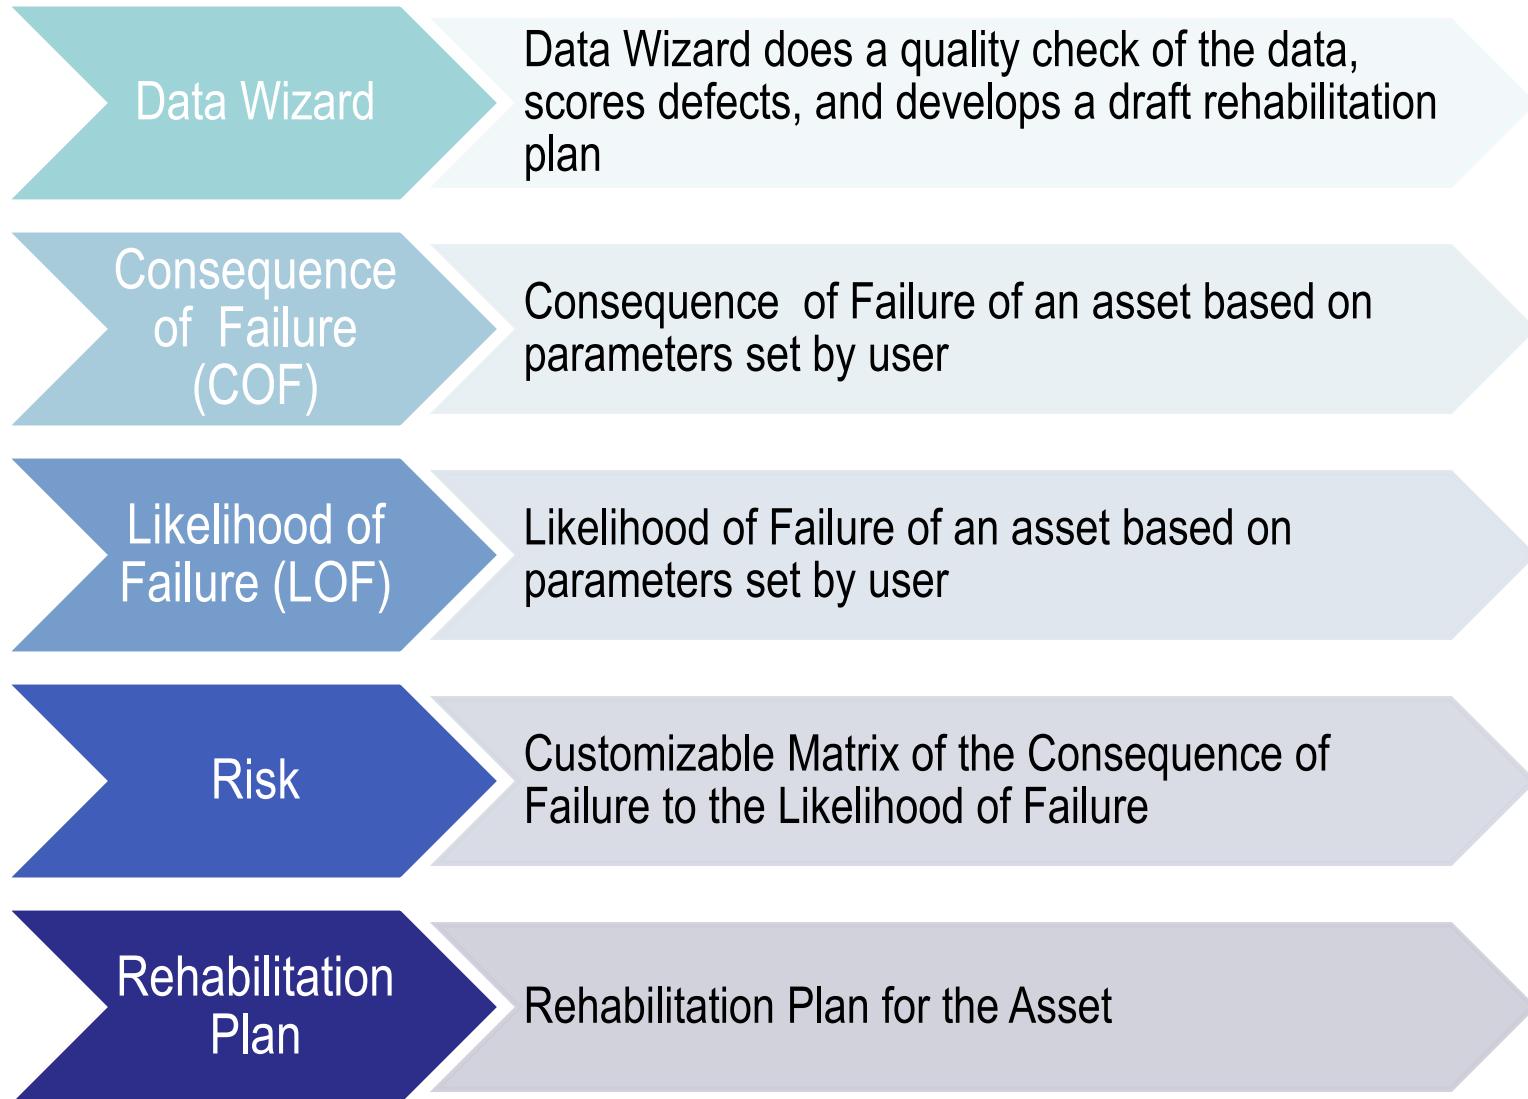 Data Wizard
Data Wizard does a quality check of the data,
scores defects, and develops a draft rehabilitation
plan
Consequence
of  Failure
(COF)
Consequence  of Failure of an asset based on
parameters set by user
Likelihood of
Failure (LOF)
Likelihood of Failure of an asset based on
parameters set by user
Risk
Customizable Matrix of the Consequence of
Failure to the Likelihood of Failure
Rehabilitation
Plan
Rehabilitation Plan for the Asset